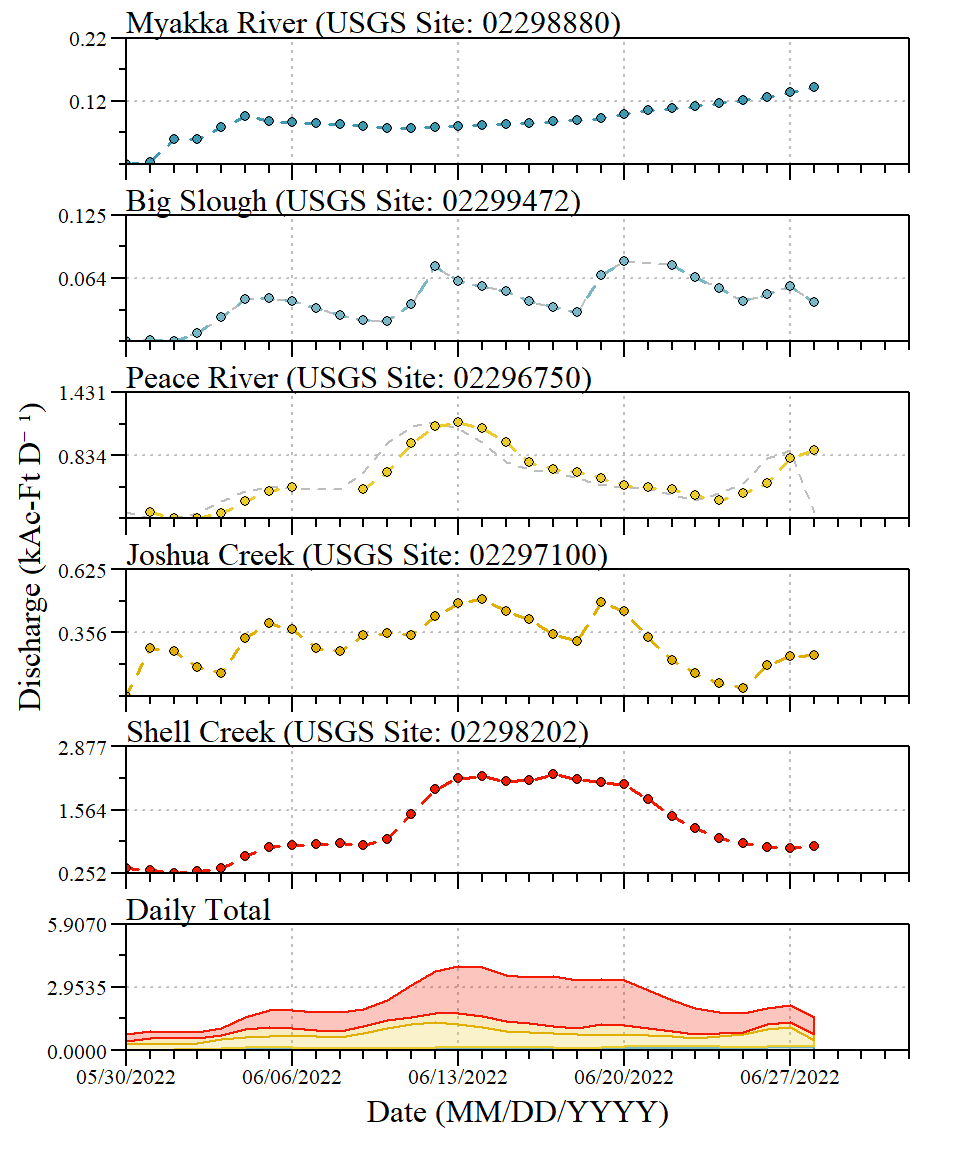 Myakka River (USGS Site: 02298880)
0.22
0.12
Big Slough (USGS Site: 02299472)
0.125
0.064
Peace River (USGS Site: 02296750)
1.431
0.834
Joshua Creek (USGS Site: 02297100)
0.625
0.356
Shell Creek (USGS Site: 02298202)
2.877
1.564
0.252
Daily Total
5.9070
2.9535
0.0000
05/30/2022 06/06/2022 06/13/2022 06/20/2022 06/27/2022
Date (MM/DD/YYYY)
Discharge (kAc-Ft D⁻¹)